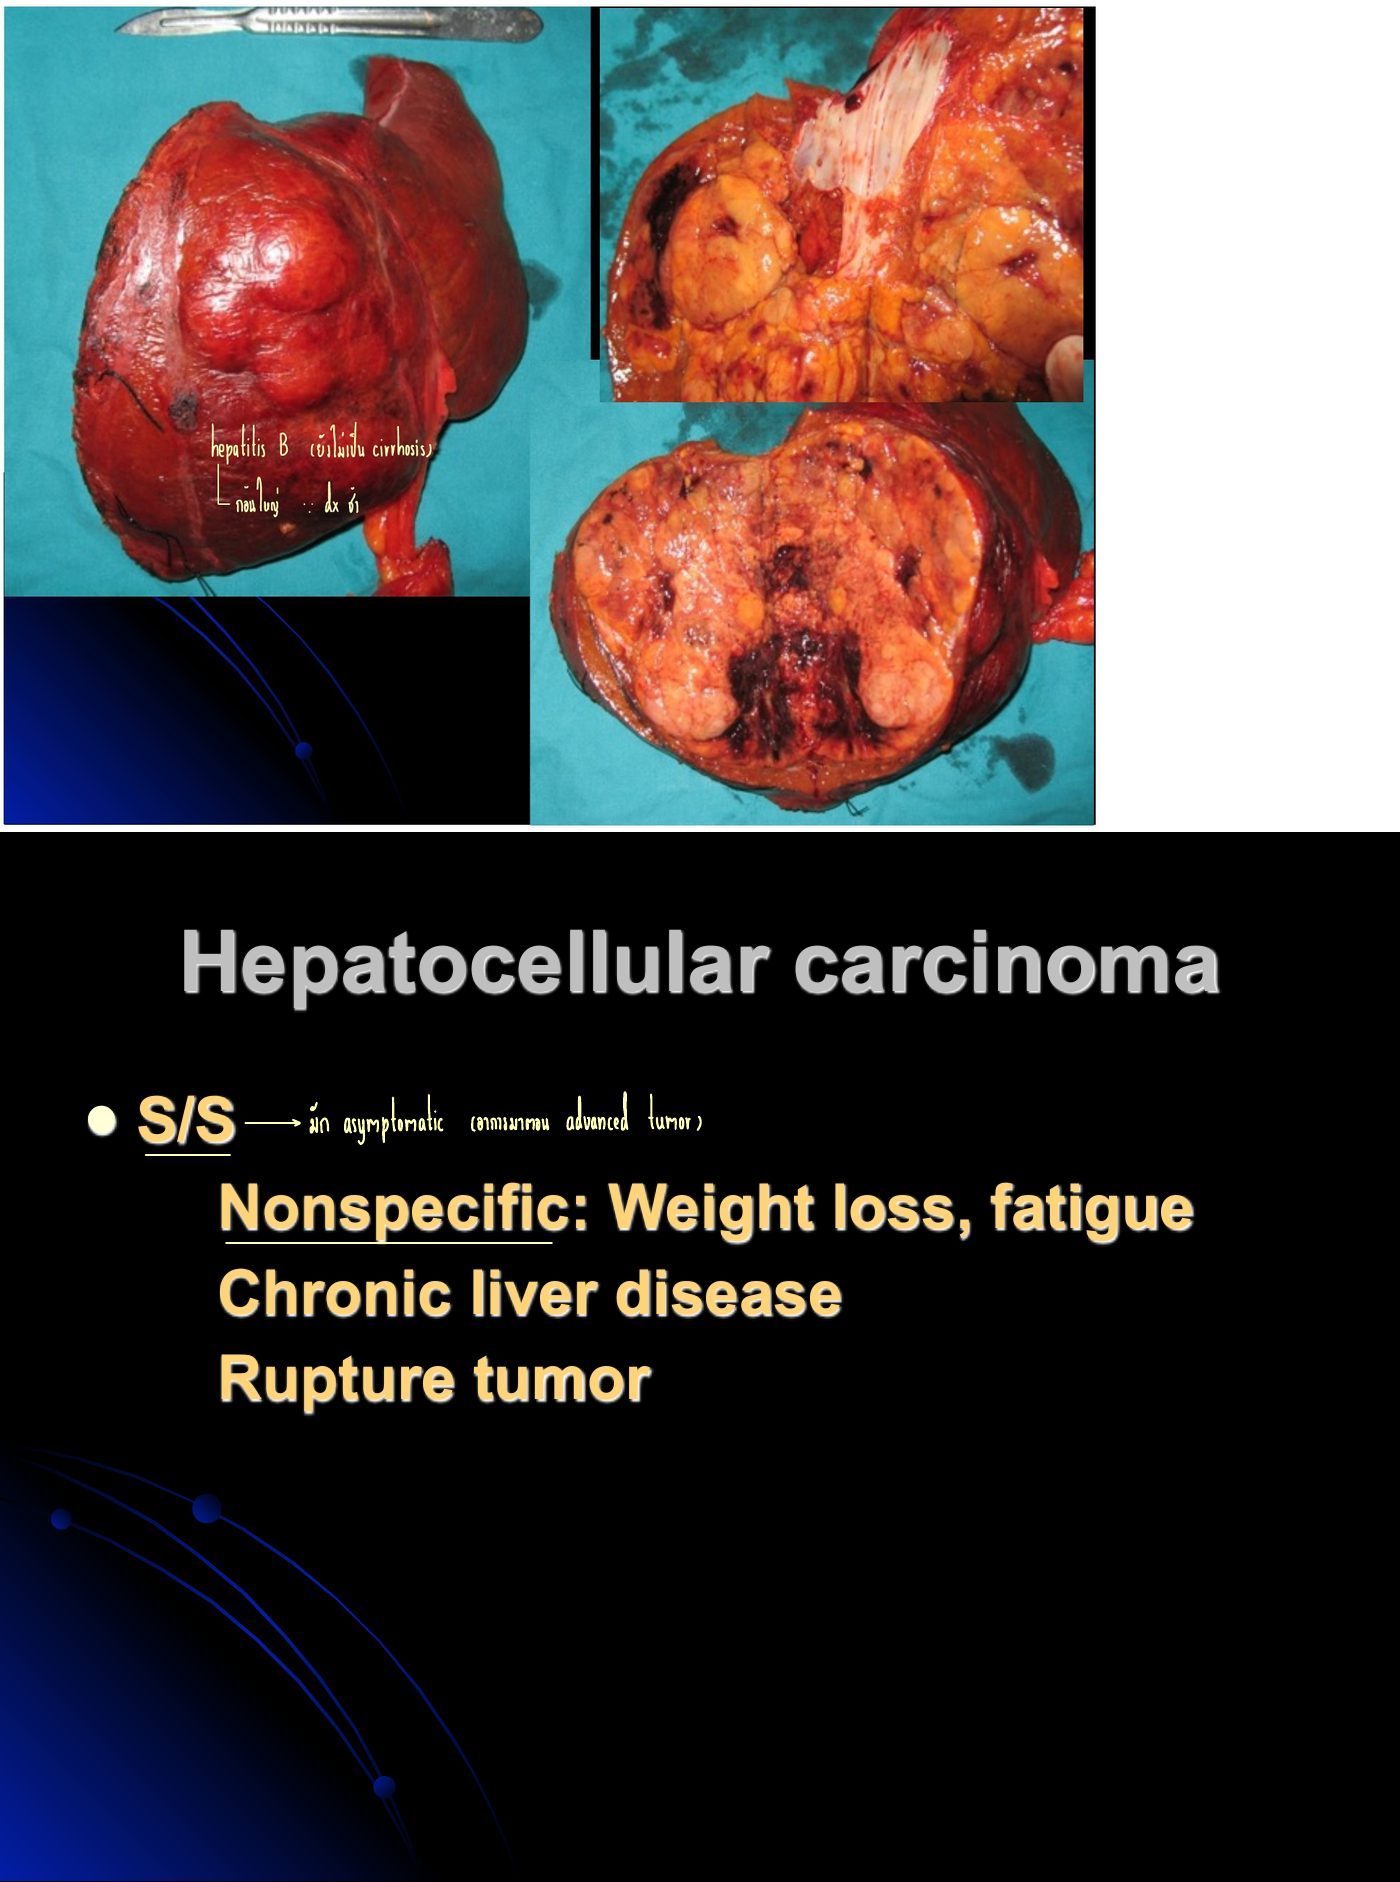 hepatitis B (ยังไม่เป็น cirrhosis)
ก้อนใหญ่ ∵ dx ช้า
Hepatocellular carcinoma
S/S → มัก asymptomatic (อาการมาตอน advanced tumor)
Nonspecific: Weight loss, fatigue
Chronic liver disease
Rupture tumor